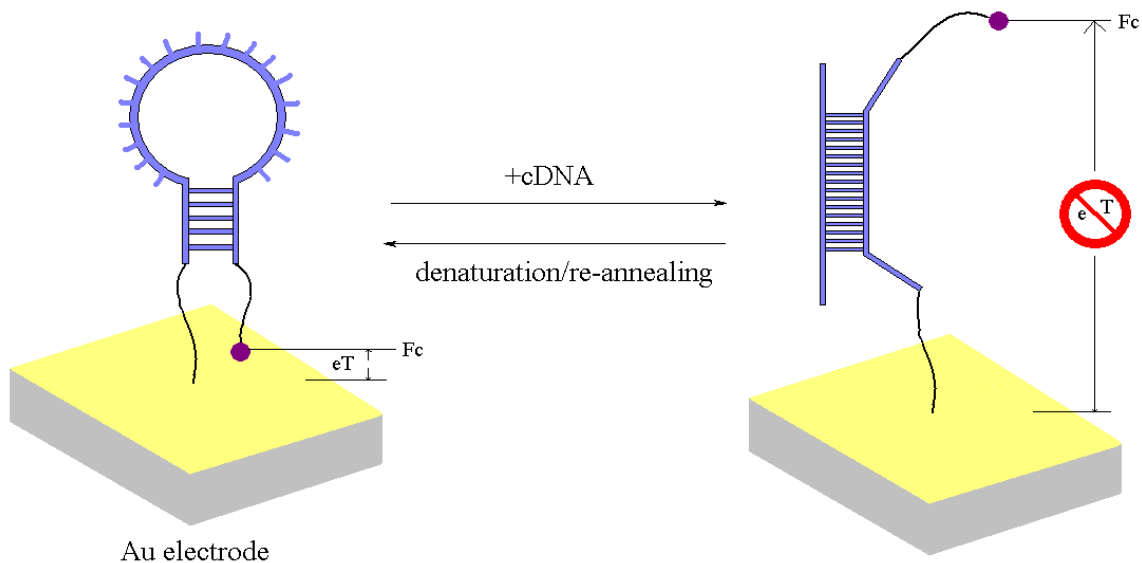 Fc
+cDNA
e T
denaturation/re-annealing
Fc
eT
Au electrode